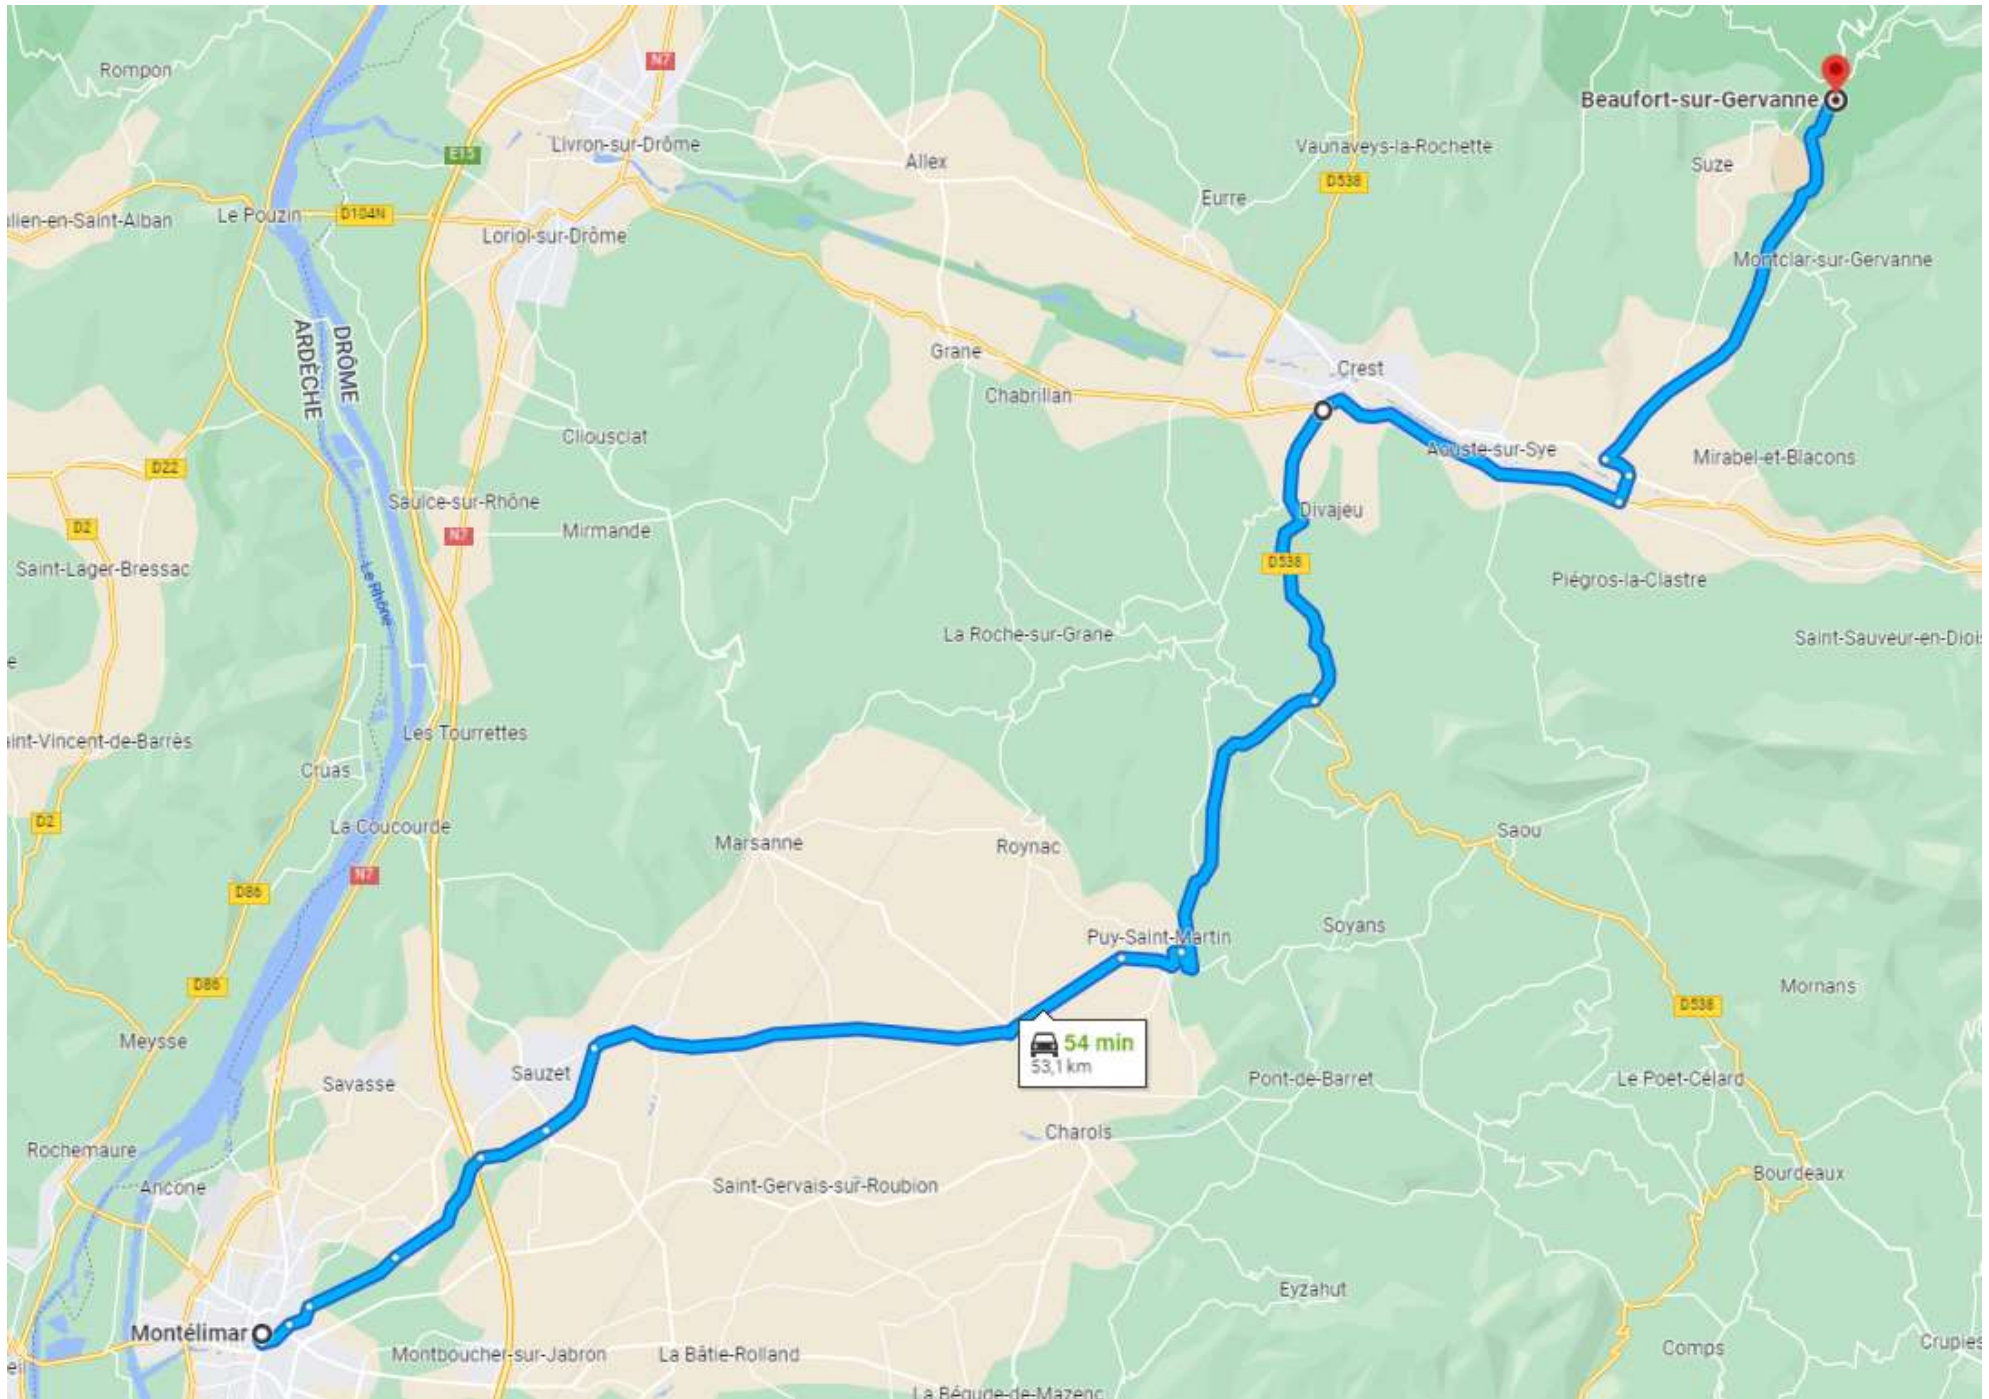 Rompon
N7
Beaufort-sur-Gervanne
Livron-sur-Drôme
E15
Allex
Vaunaveys-la-Rochette
Suze
D538
Eurre
llien-en-Saint-Alban
Le Pouzin
D104N
Loriol-sur-Drôme
Montclar-sur-Gervanne
DRÔME
ARDÈCHE
Grane
Crest
Chabrillan
Cliousclat
Aouste-sur-Sye
Mirabel-et-Blacons
D22
Saulce-sur-Rhône
Divajeu
D2
N7
Mirmande
Saint-Lager-Bressac
D538
Piégros-la-Clastre
Le Rhône
La Roche-sur-Grane
Saint-Sauveur-en-Diois
e
aint-Vincent-de-Barrès
Les Tourrettes
Cruas
D2
La Coucourde
Saou
Marsanne
Roynac
N7
D86
Soyans
Puy-Saint-Martin
D86
Mornans
D538
Meysse
54 min
53,1 km
Sauzet
Savasse
Pont-de-Barret
Le Poët-Célard
Charols
Rochemaure
Ancône
Saint-Gervais-sur-Roubion
Bourdeaux
Eyzahut
Montélimar
Montboucher-sur-Jabron
La Bâtie-Rolland
Comps
Crupies
eil
La Bégude-de-Mazenc